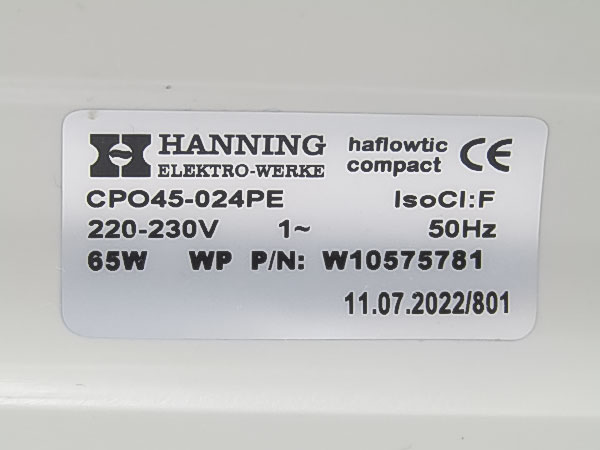 HANNING haflowtic CE
ELEKTRO-WERKE compact
CPO45-024PE IsoCl:F
220-230V 1~ 50Hz
65W WP P/N: W10575781
11.07.2022/801